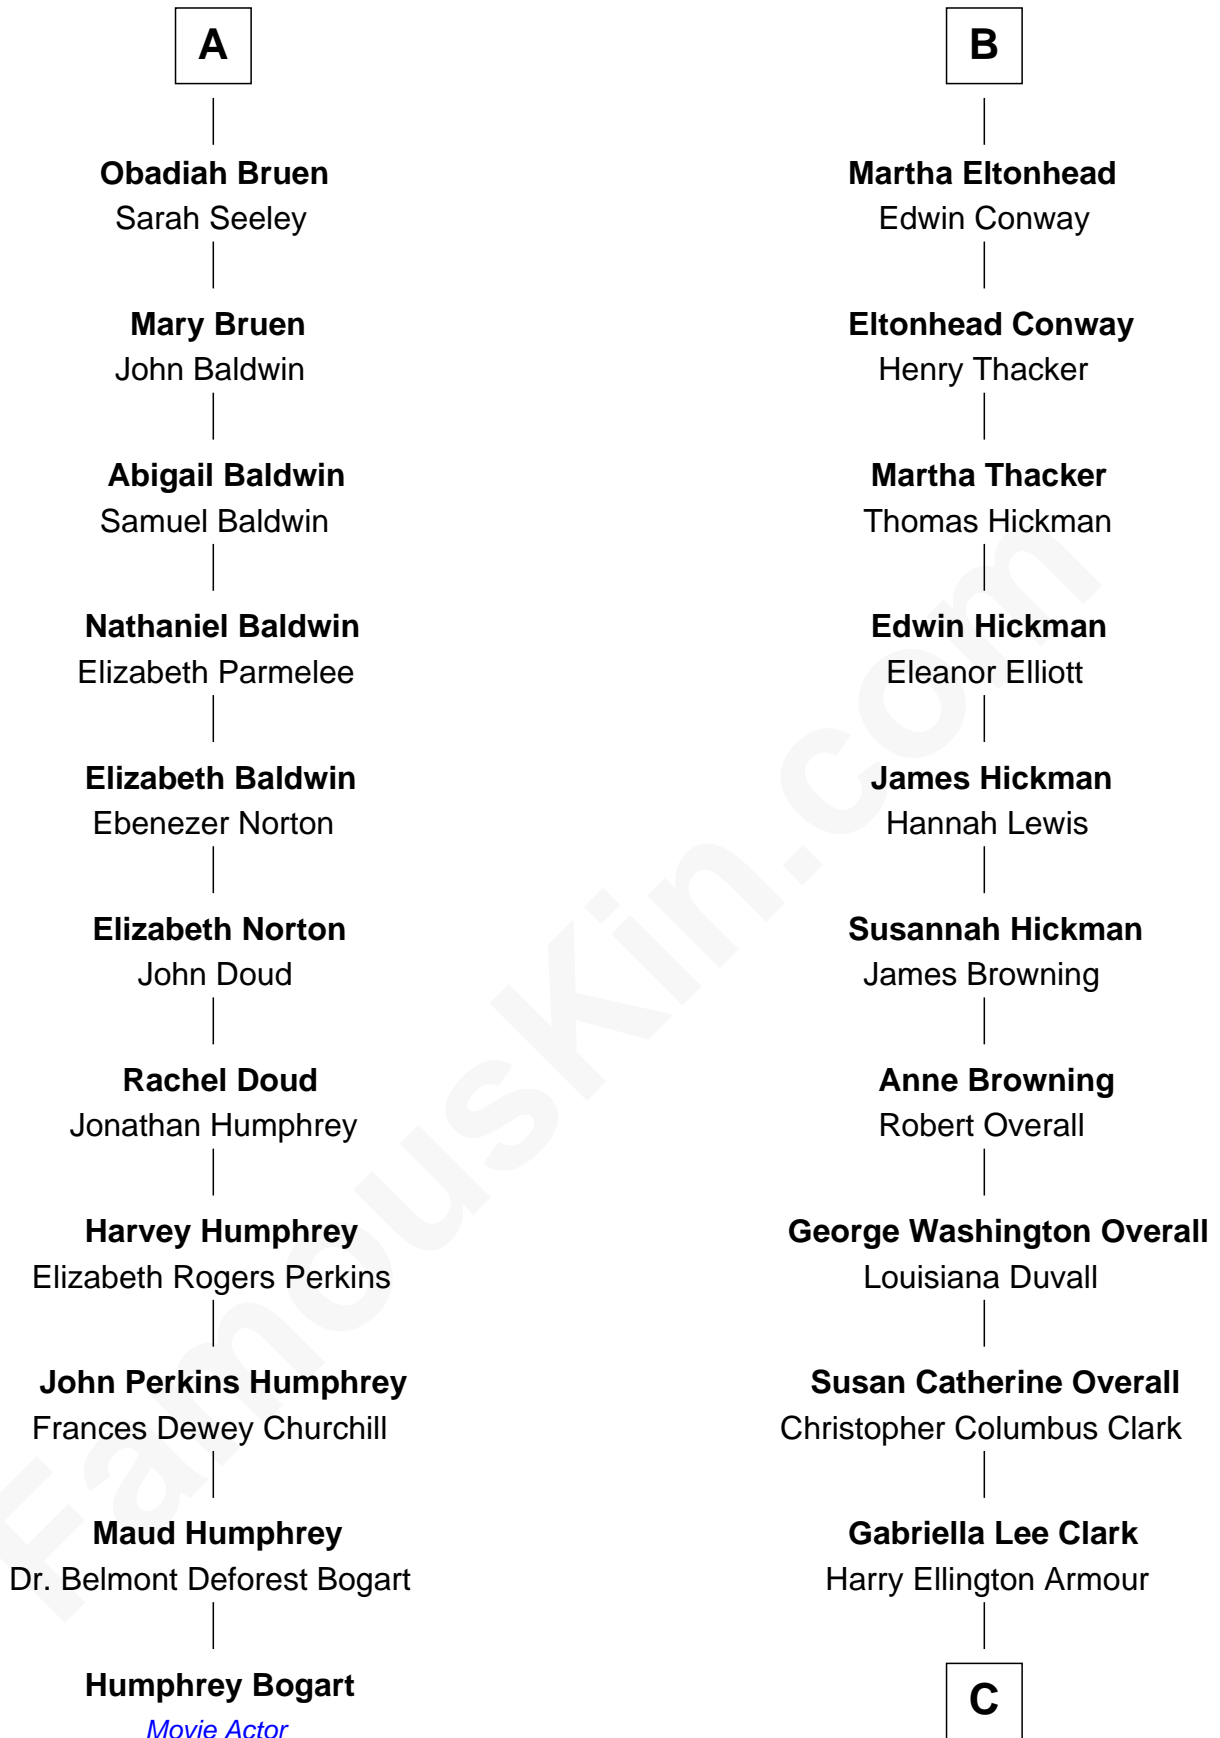 A
Obadiah Bruen
Sarah Seeley
Mary Bruen
John Baldwin
Abigail Baldwin
Samuel Baldwin
Nathaniel Baldwin
Elizabeth Parmelee
Elizabeth Baldwin
Ebenezer Norton
Elizabeth Norton
John Doud
Rachel Doud
Jonathan Humphrey
Harvey Humphrey
Elizabeth Rogers Perkins
John Perkins Humphrey
Frances Dewey Churchill
Maud Humphrey
Dr. Belmont Deforest Bogart
Humphrey Bogart
Movie Actor
B
Martha Eltonhead
Edwin Conway
Eltonhead Conway
Henry Thacker
Martha Thacker
Thomas Hickman
Edwin Hickman
Eleanor Elliott
James Hickman
Hannah Lewis
Susannah Hickman
James Browning
Anne Browning
Robert Overall
George Washington Overall
Louisiana Duvall
Susan Catherine Overall
Christopher Columbus Clark
Gabriella Lee Clark
Harry Ellington Armour
C
FamousKin.com